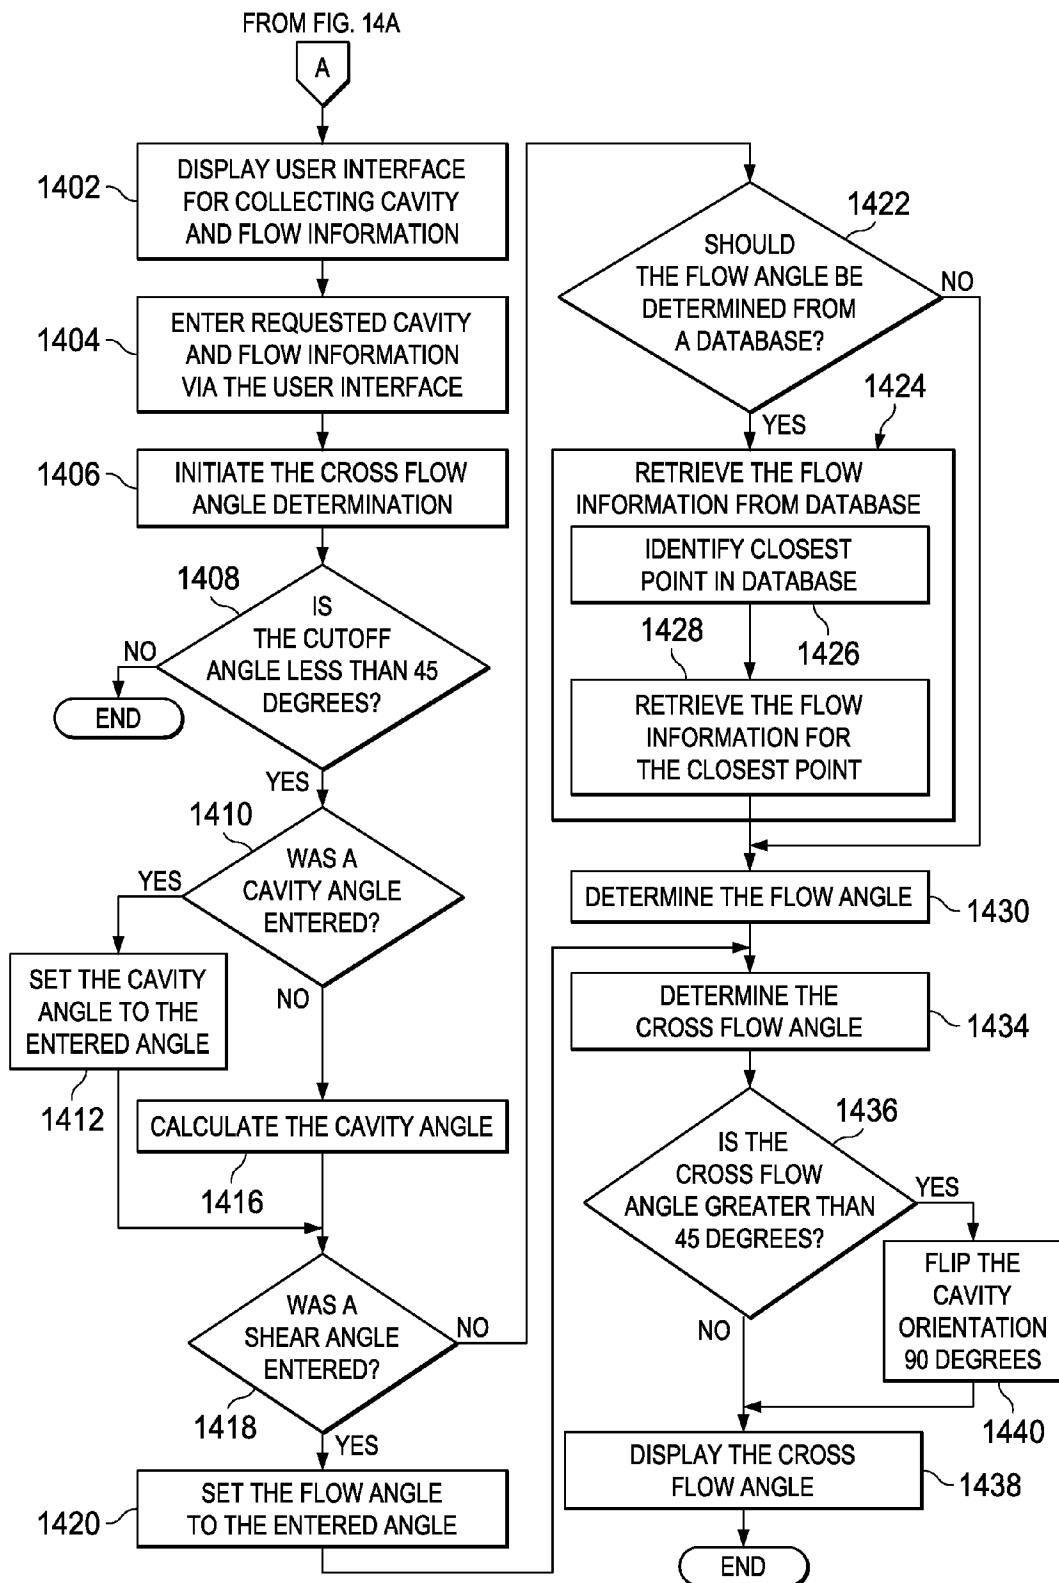 FROM FIG. 14A
A
1402
DISPLAY USER INTERFACE
FOR COLLECTING CAVITY
AND FLOW INFORMATION
1404
ENTER REQUESTED CAVITY
AND FLOW INFORMATION
VIA THE USER INTERFACE
1406
INITIATE THE CROSS FLOW
ANGLE DETERMINATION
1408
IS
THE CUTOFF
ANGLE LESS THAN 45
DEGREES?
NO
END
YES
1410
WAS A
CAVITY ANGLE
ENTERED?
YES
SET THE CAVITY
ANGLE TO THE
ENTERED ANGLE
1412
NO
CALCULATE THE CAVITY ANGLE
1416
WAS A
SHEAR ANGLE
ENTERED?
NO
1418
YES
1420
SET THE FLOW ANGLE
TO THE ENTERED ANGLE
1422
SHOULD
THE FLOW ANGLE BE
DETERMINED FROM
A DATABASE?
NO
YES
1424
RETRIEVE THE FLOW
INFORMATION FROM DATABASE
IDENTIFY CLOSEST
POINT IN DATABASE
1426
1428
RETRIEVE THE FLOW
INFORMATION FOR
THE CLOSEST POINT
DETERMINE THE FLOW ANGLE
1430
DETERMINE THE
CROSS FLOW ANGLE
1434
1436
IS THE
CROSS FLOW
ANGLE GREATER THAN
45 DEGREES?
YES
FLIP THE
CAVITY
ORIENTATION
90 DEGREES
1440
NO
DISPLAY THE CROSS
FLOW ANGLE
1438
END